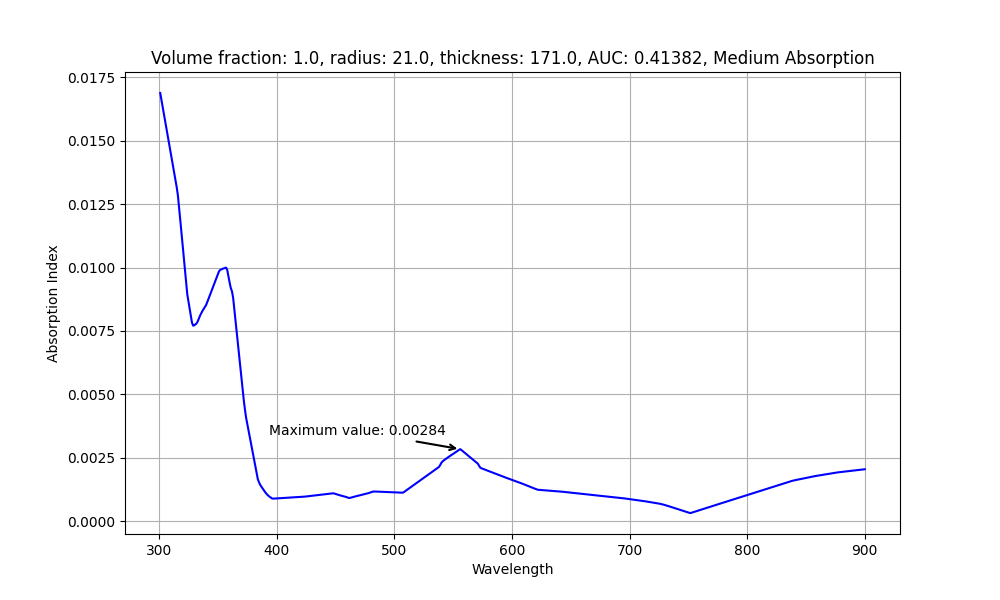 Volume fraction: 1.0, radius: 21.0, thickness: 171.0, AUC: 0.41382, Medium Absorption
0.0175
0.0150
0.0125
0.0100
0.0075
0.0050
0.0025
0.0000
Absorption Index
Maximum value: 0.00284
300 400 500 600 700 800 900
Wavelength